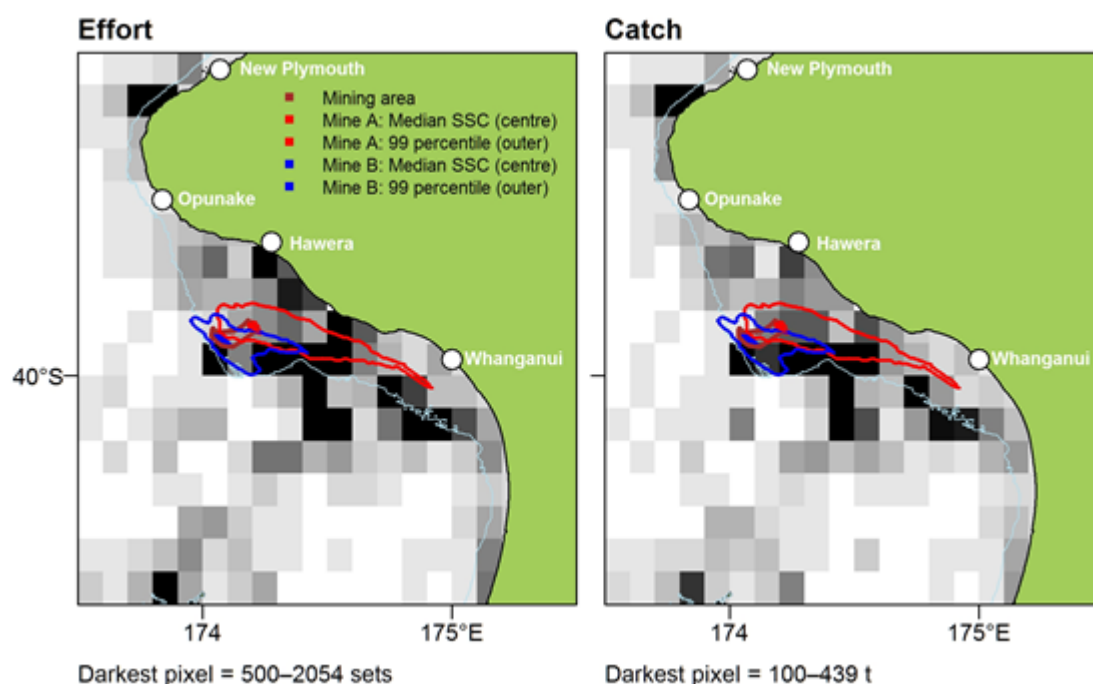 Effort
New Plymouth
Mining area
Mine A: Median SSC (centre)
Mine A: 99 percentile (outer)
Mine B: Median SSC (centre)
Mine B: 99 percentile (outer)
Opunake
Hawera
Whanganui
40°S
174
175°E
Darkest pixel = 500–2054 sets
Catch
New Plymouth
Opunake
Hawera
Whanganui
174
175°E
Darkest pixel = 100–439 t